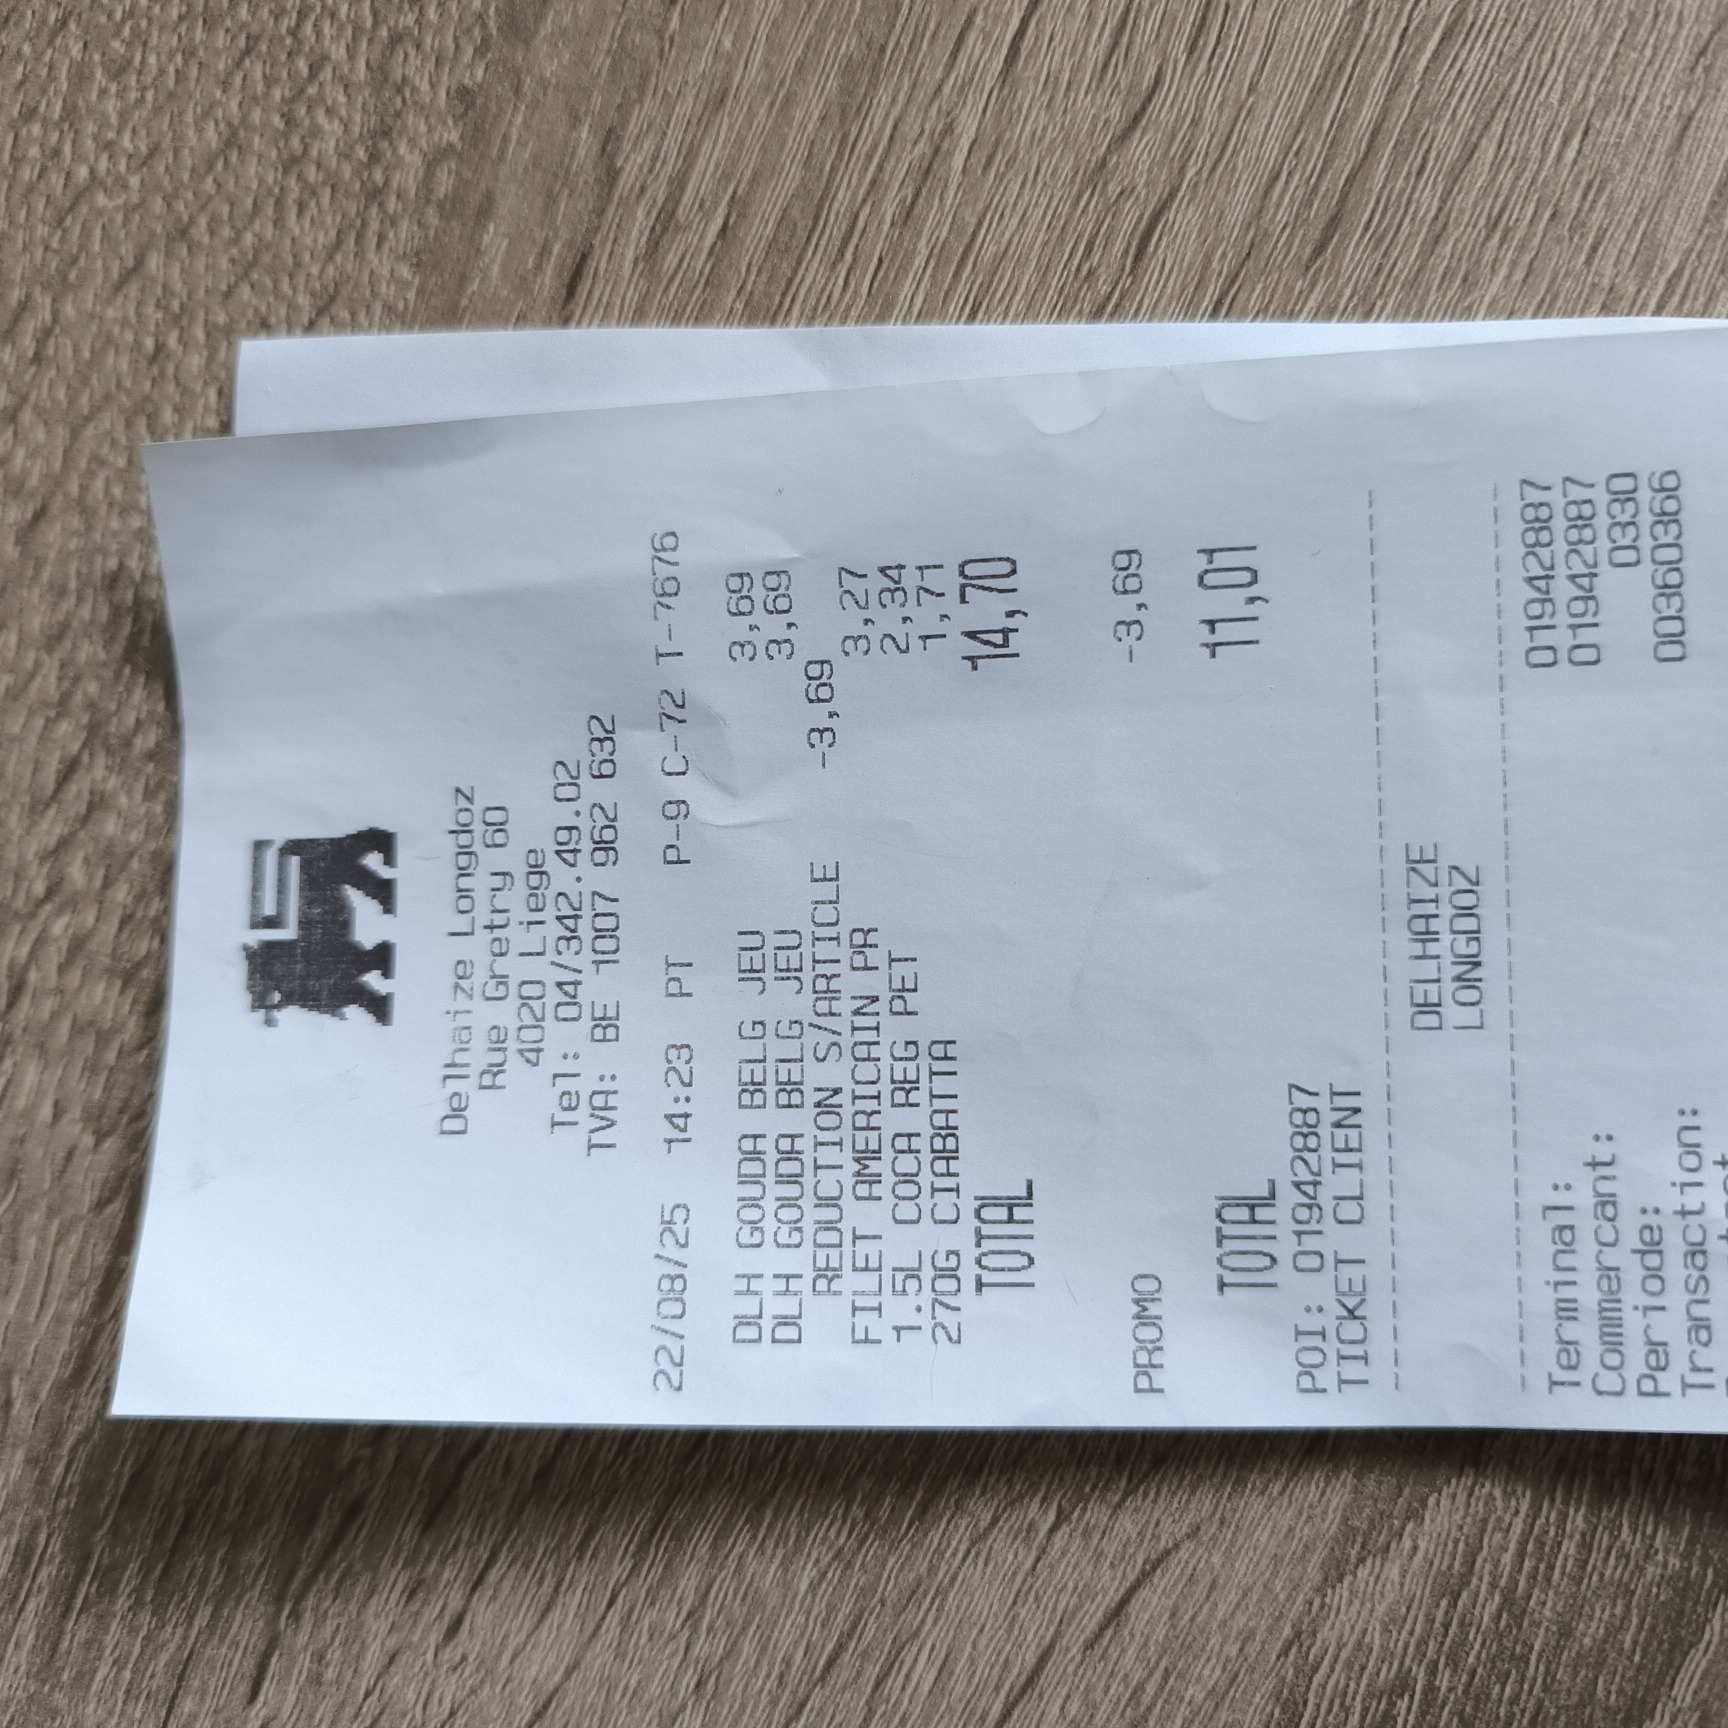 Delhaize Longdoz
Rue Gretry 60
4020 Liege
Tel: 04/342.49.02
TVA: BE 1007 962 632
22/08/25 14:23 PT P-9 C-72 T-7676
DLH GOUDA BELG JEU 3,69
DLH GOUDA BELG JEU 3,69
REDUCTION S/ARTICLE -3,69
FILET AMERICAIN PR 3,27
1.5L COCA REG PET 2,34
270G CIABATTA 1,71
TOTAL 14,70
PROMO -3,69
TOTAL 11,01
POI: 01942887
TICKET CLIENT
DELHAIZE
LONGDOZ
Terminal: 01942887
Commercant: 01942887
Periode: 0330
Transaction: 00360366